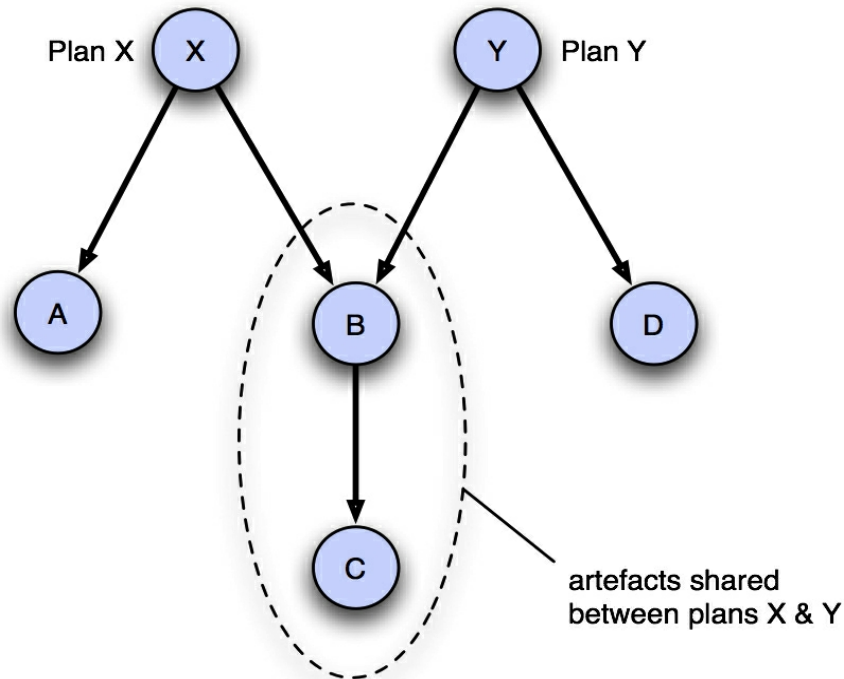 Plan X
X
Y
Plan Y
A
B
D
C
artefacts shared
between plans X & Y